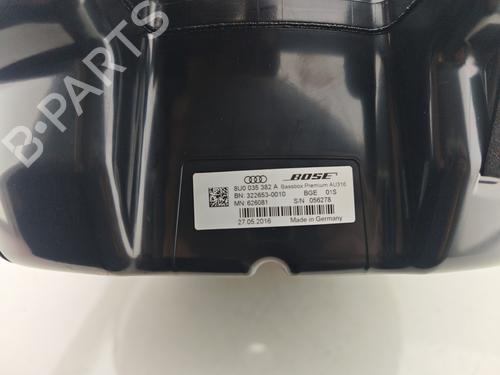 B-PARTS
BOSE
8U0 035 382 A Bassbox Premium AU316
BN: 322653-0010 BGE 01S
MN: 626081 S/N 056278
27.05.2016 Made in Germany